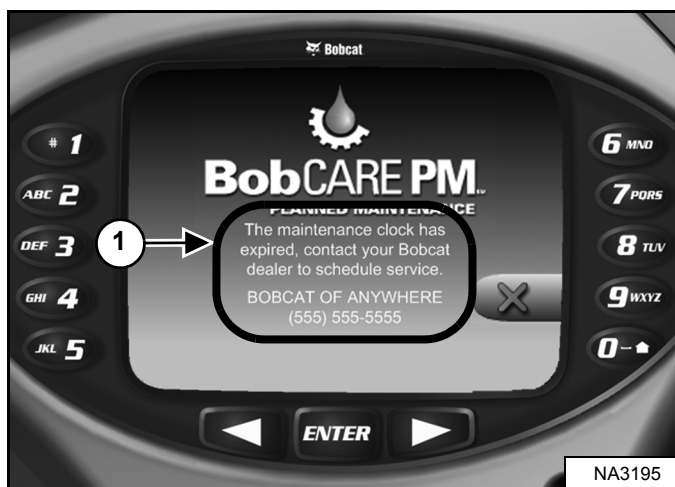 Bobcat
# 1
ABC 2
DEF 3
GHI 4
JKL 5
BobCARE PM
PLANNED MAINTENANCE
The maintenance clock has
expired, contact your Bobcat
dealer to schedule service.
BOBCAT OF ANYWHERE
(555) 555-5555
1
6 MNO
7 PQRS
8 TUV
9 WXYZ
0-
ENTER
NA3195